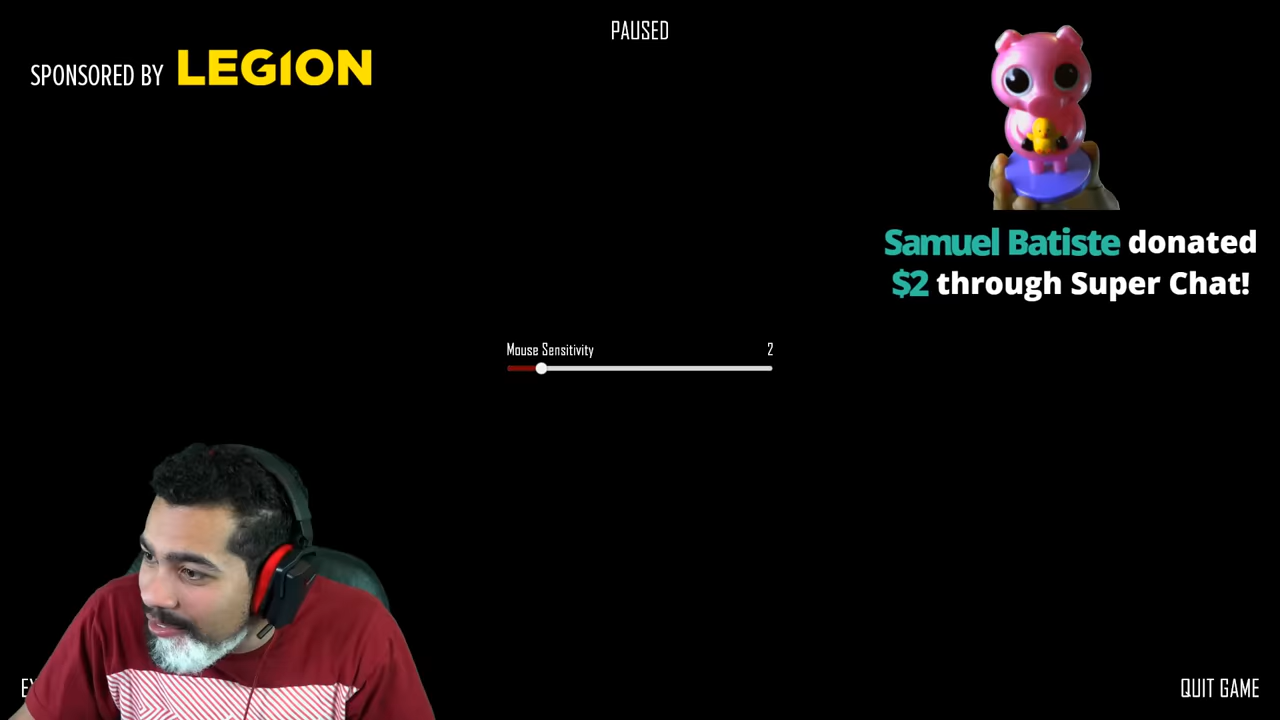 PAUSED
SPONSORED BY LEGION
Samuel Batiste donated
$2 through Super Chat!
Mouse Sensitivity 2
QUIT GAME